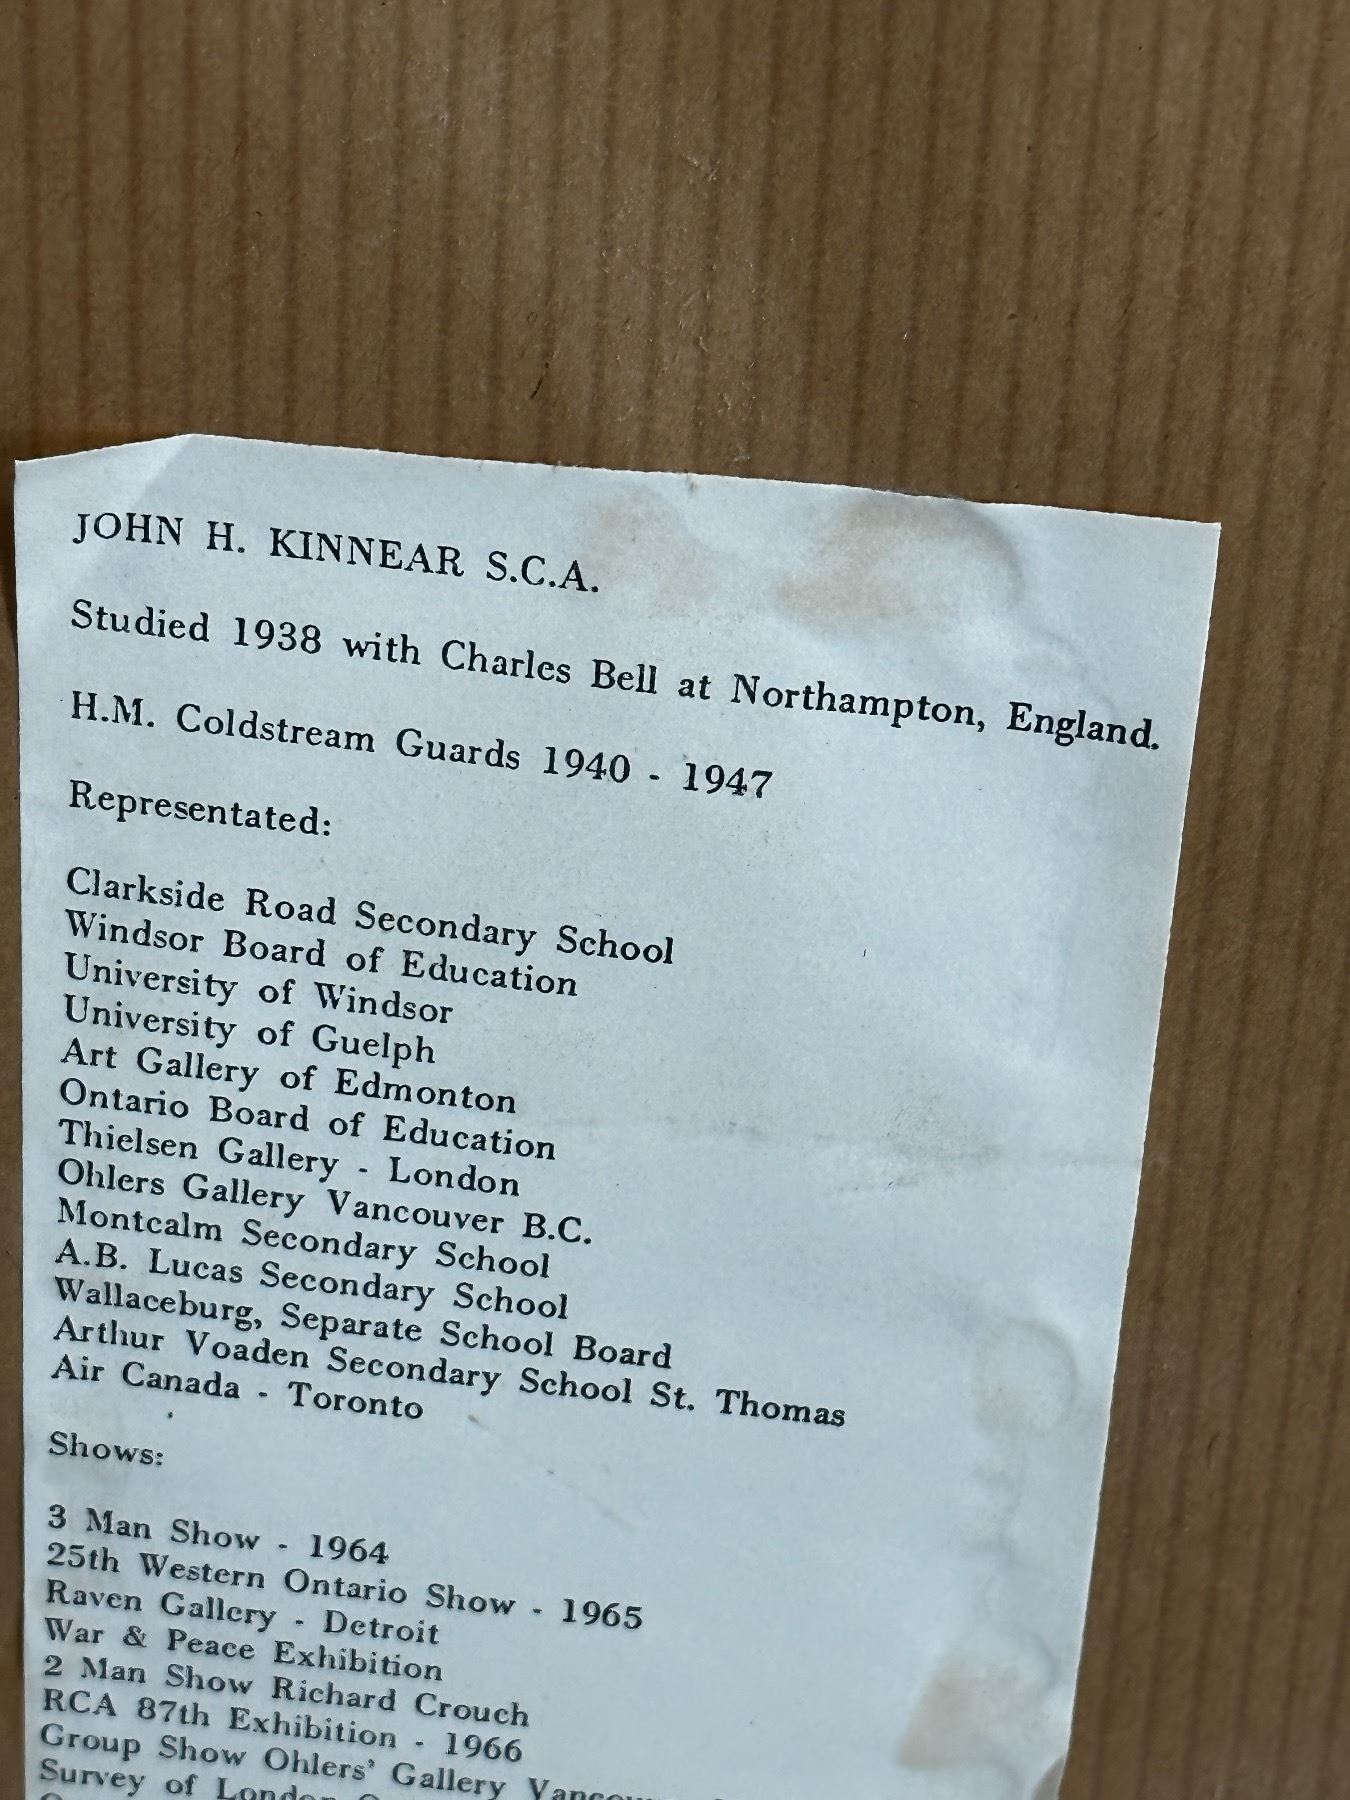 JOHN H. KINNEAR S.C.A.
Studied 1938 with Charles Bell at Northampton, England.
H.M. Coldstream Guards 1940 - 1947
Representated:
Clarkside Road Secondary School
Windsor Board of Education
University of Windsor
University of Guelph
Art Gallery of Edmonton
Ontario Board of Education
Thielsen Gallery - London
Ohlers Gallery Vancouver B.C.
Montcalm Secondary School
A.B. Lucas Secondary School
Wallaceburg, Separate School Board
Arthur Voaden Secondary School St. Thomas
Air Canada - Toronto
Shows:
3 Man Show - 1964
25th Western Ontario Show - 1965
Raven Gallery - Detroit
War & Peace Exhibition
2 Man Show Richard Crouch
RCA 87th Exhibition - 1966
Group Show Ohlers' Gallery
Survey of London